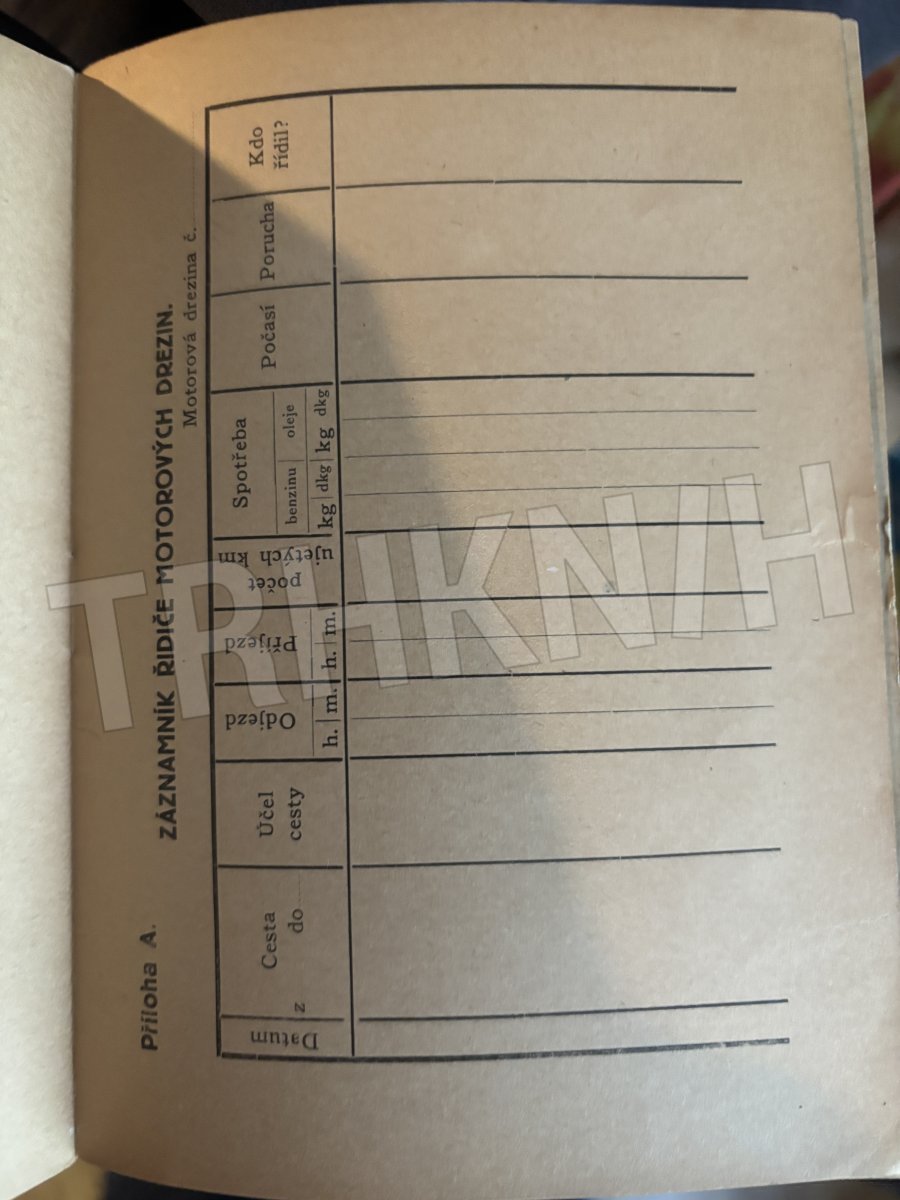 Příloha A.
ZÁZNAMNÍK ŘIDIČE MOTOROVÝCH DREZIN.
Motorová drezina č.
Datum
Cesta
z do
Účel
cesty
Odjezd
h. m.
Příjezd
h. m.
počet
ujetých km
Spotřeba
benzinu oleje
kg dkg kg dkg
Počasí
Porucha
Kdo
řídil?
TRHKNIH